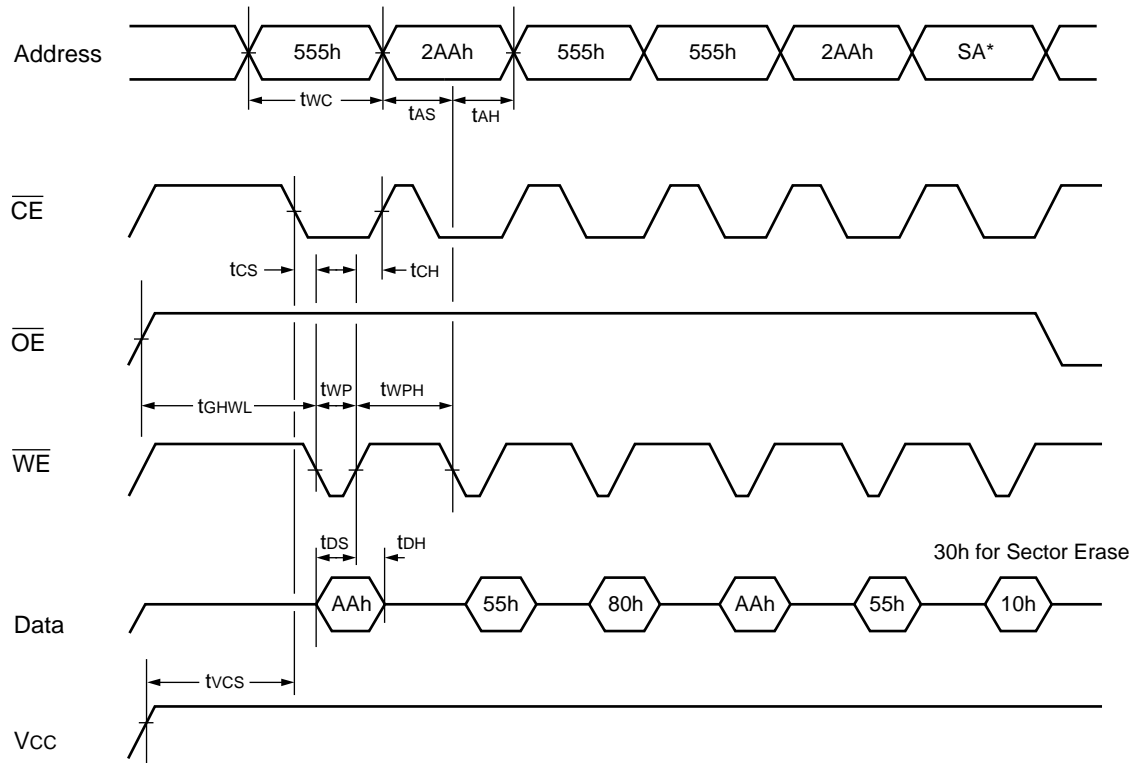 Address 555h 2AAh 555h 555h 2AAh SA*
tWC tAS tAH
CE
tCS tCH
OE
tGHWL tWP tWPH
WE
tDS tDH
30h for Sector Erase
Data AAh 55h 80h AAh 55h 10h
tVCS
VCC